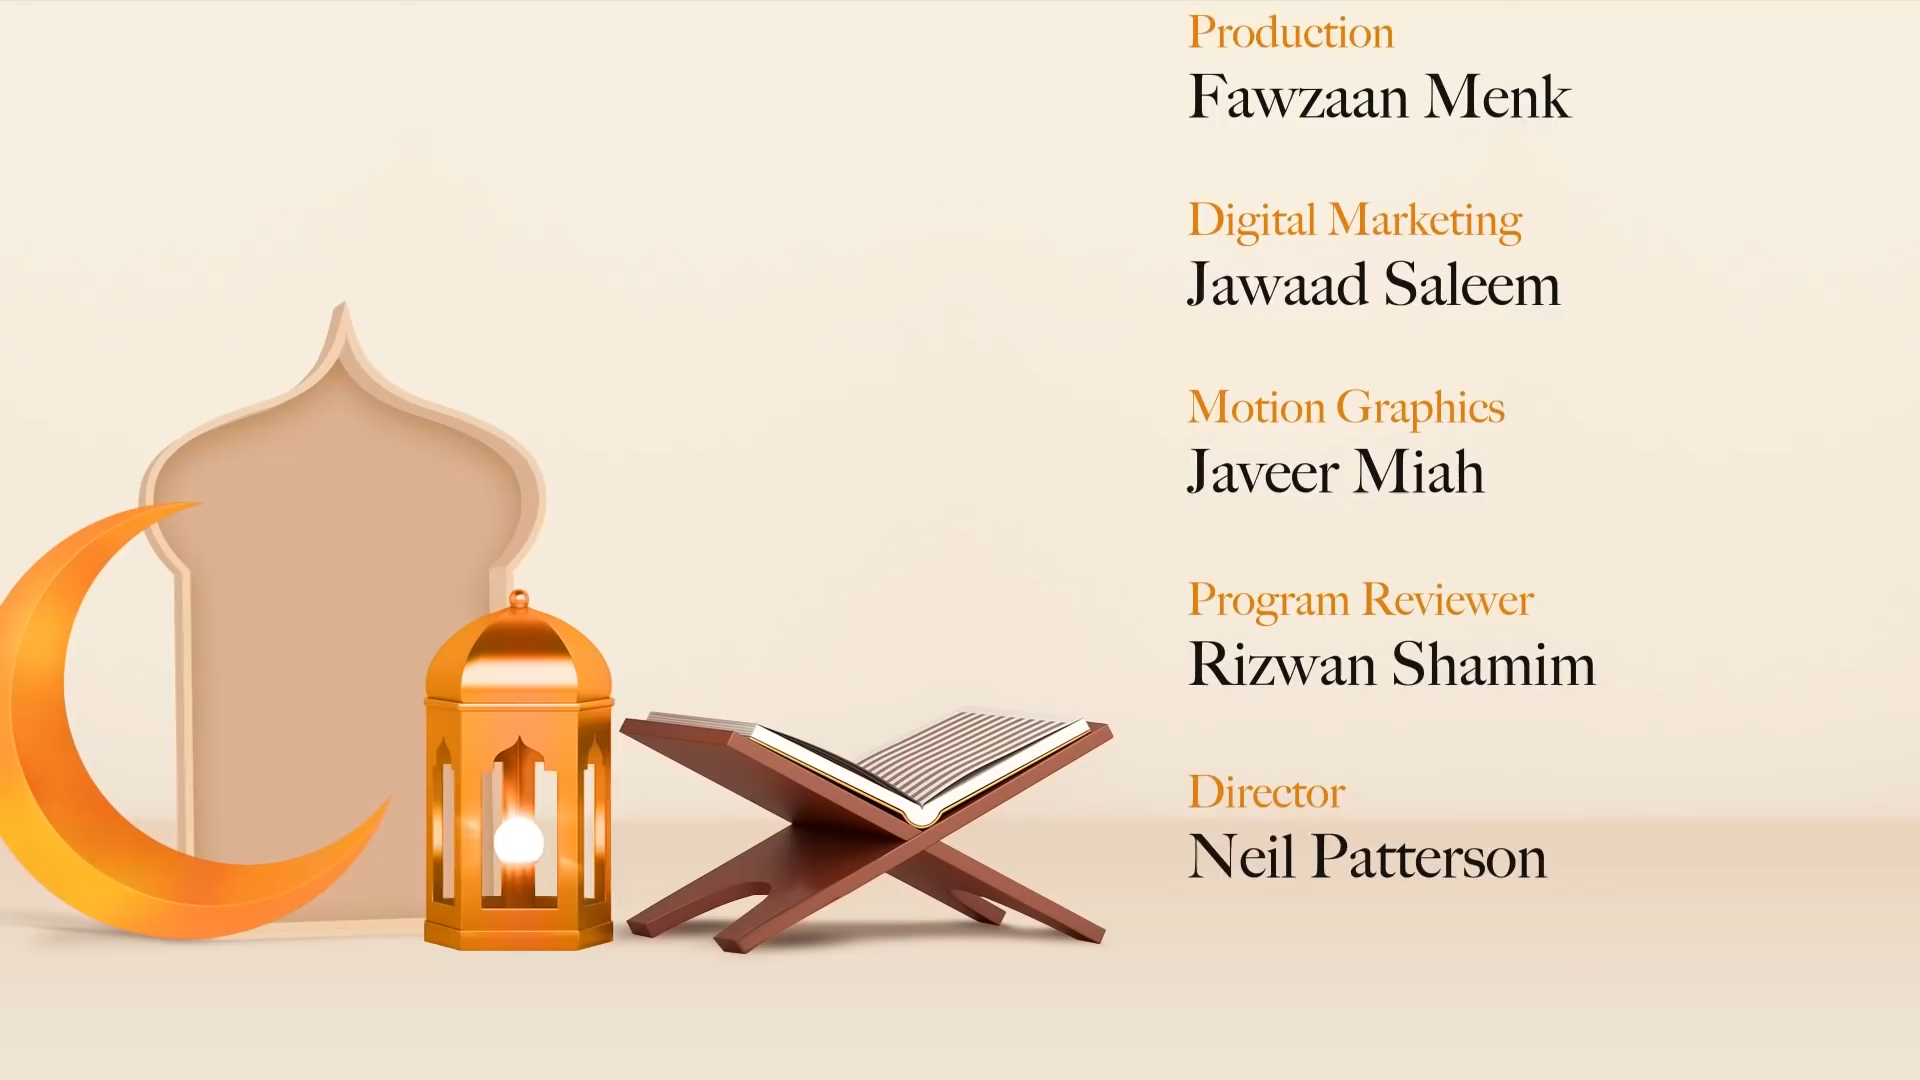 Production
Fawzaan Menk
Digital Marketing
Jawaad Saleem
Motion Graphics
Javeer Miah
Program Reviewer
Rizwan Shamim
Director
Neil Patterson